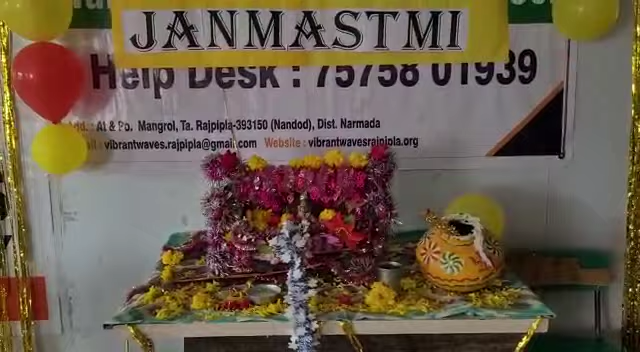 JANMASTMI
Help Desk : 75758 01939
Add. : At & Po. Mangrol, Ta. Rajpipla-393150 (Nandod), Dist. Narmada
vibrantwaves.rajpipla@gmail.com Website : vibrantwavesrajpipla.org